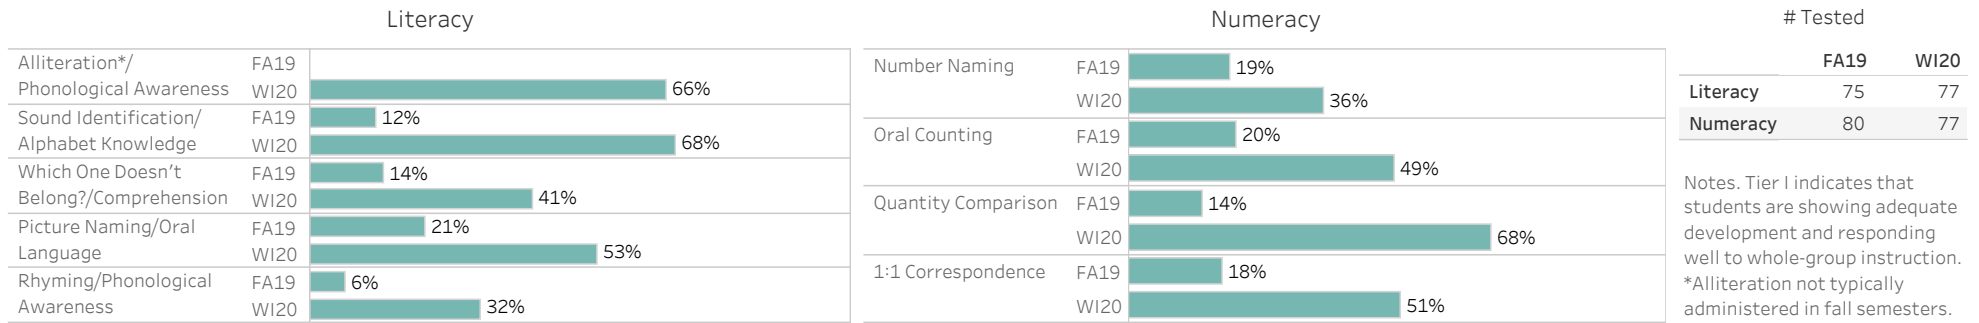 Literacy
Alliteration*/
Phonological Awareness
FA19
WI20
66%
Sound Identification/
Alphabet Knowledge
FA19
12%
WI20
68%
Which One Doesn't
Belong?/Comprehension
FA19
14%
WI20
41%
Picture Naming/Oral
Language
FA19
21%
WI20
53%
Rhyming/Phonological
Awareness
FA19
6%
WI20
32%
Numeracy
Number Naming
FA19
19%
WI20
36%
Oral Counting
FA19
20%
WI20
49%
Quantity Comparison
FA19
14%
WI20
68%
1:1 Correspondence
FA19
18%
WI20
51%
# Tested
FA19 WI20
Literacy 75 77
Numeracy 80 77
Notes. Tier I indicates that
students are showing adequate
development and responding
well to whole-group instruction.
*Alliteration not typically
administered in fall semesters.